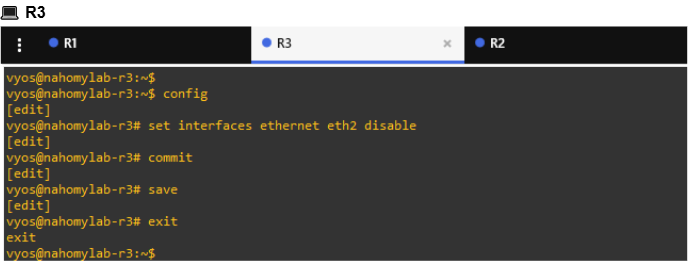 R3
R1 R3 × R2
vyos@nahomylab-r3:~$
vyos@nahomylab-r3:~$ config
[edit]
vyos@nahomylab-r3# set interfaces ethernet eth2 disable
[edit]
vyos@nahomylab-r3# commit
[edit]
vyos@nahomylab-r3# save
[edit]
vyos@nahomylab-r3# exit
exit
vyos@nahomylab-r3:~$